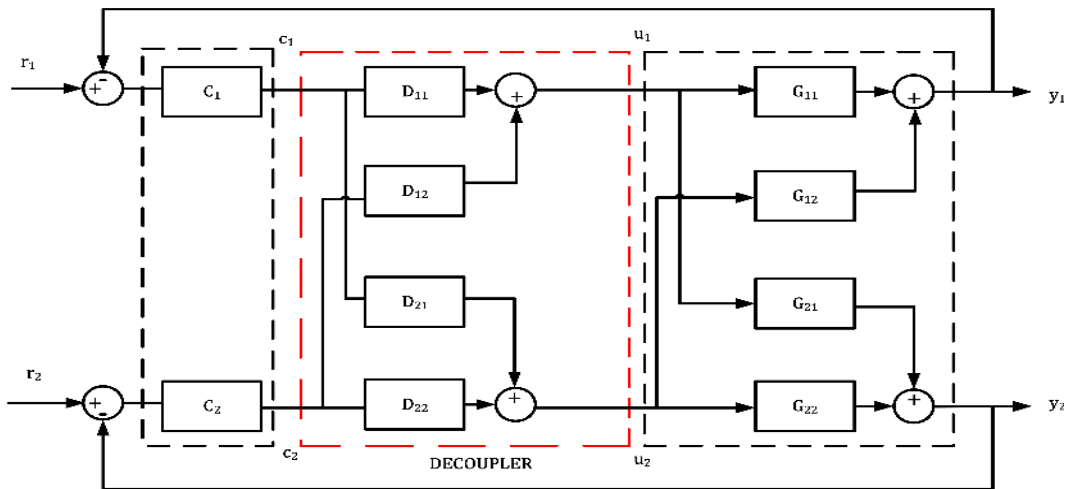 c₁
u₁
r₁
+
-
C₁
D₁₁
+
G₁₁
+
y₁
D₁₂
G₁₂
D₂₁
G₂₁
r₂
+
-
C₂
D₂₂
+
G₂₂
+
y₂
c₂
DECOUPLER
u₂